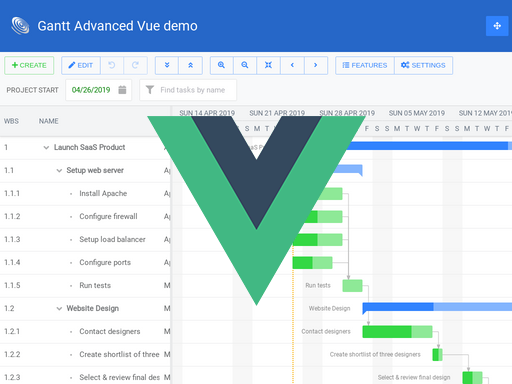 Gantt Advanced Vue demo
CREATE EDIT FEATURES SETTINGS
PROJECT START 04/26/2019 Find tasks by name
SUN 14 APR 2019 SUN 21 APR 2019 SUN 28 APR 2019 SUN 05 MAY 2019 SUN 12 MAY 2019
WBS NAME S M T W T F S S M T W T F S M T W T F
1 Launch SaaS Product
1.1 Setup web server
1.1.1 Install Apache
1.1.2 Configure firewall
1.1.3 Setup load balancer
1.1.4 Configure ports
1.1.5 Run tests Run tests
1.2 Website Design Website Design
1.2.1 Contact designers Contact designers
1.2.2 Create shortlist of three Create shortlist of three designers
1.2.3 Select & review final des Select & review final design